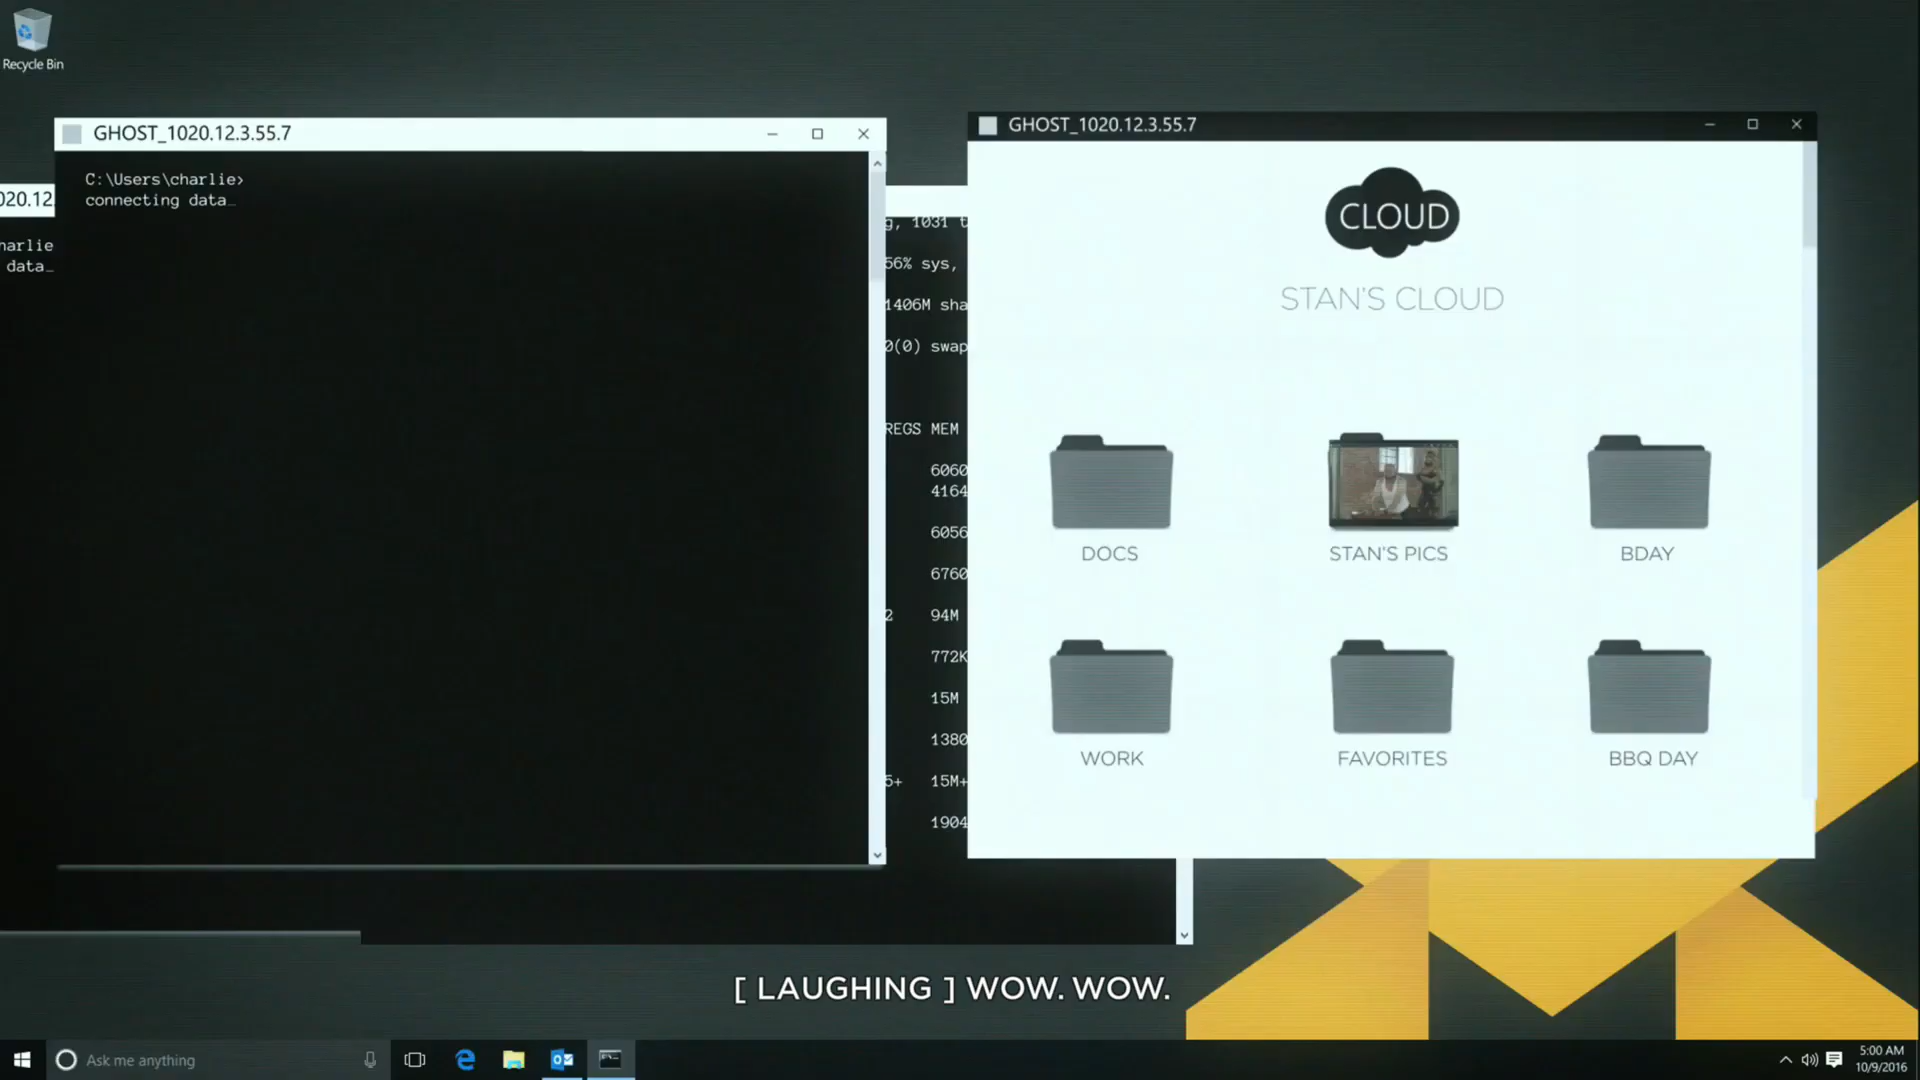 Recycle Bin
GHOST_1020.12.3.55.7
C:\Users\charlie>
connecting data_
020.12
harlie
data_
g, 1031 t
56% sys,
1406M sha
0(0) swap
REGS MEM
6060
4164
6056
6760
2 94M
772K
15M
1380
5+ 15M+
1904
GHOST_1020.12.3.55.7
CLOUD
STAN'S CLOUD
DOCS
STAN'S PICS
BDAY
WORK
FAVORITES
BBQ DAY
[ LAUGHING ] WOW. WOW.
Ask me anything
5:00 AM
10/9/2016